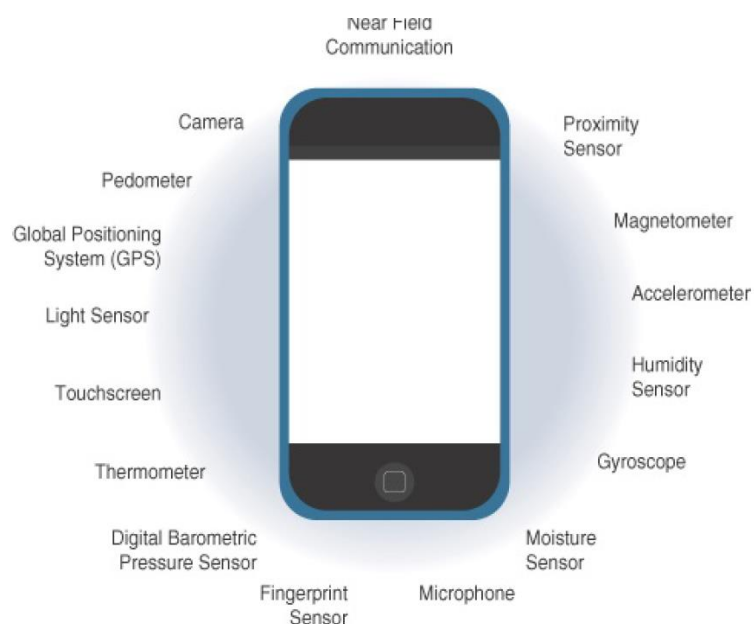 Near Field
Communication
Camera
Proximity
Sensor
Pedometer
Magnetometer
Global Positioning
System (GPS)
Accelerometer
Light Sensor
Humidity
Sensor
Touchscreen
Gyroscope
Thermometer
Digital Barometric
Pressure Sensor
Moisture
Sensor
Fingerprint
Sensor
Microphone